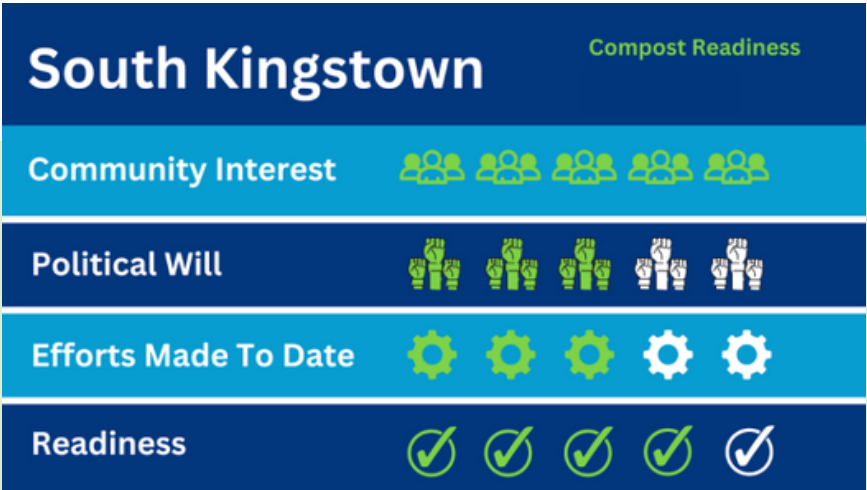 South Kingstown
Compost Readiness
Community Interest
Political Will
Efforts Made To Date
Readiness